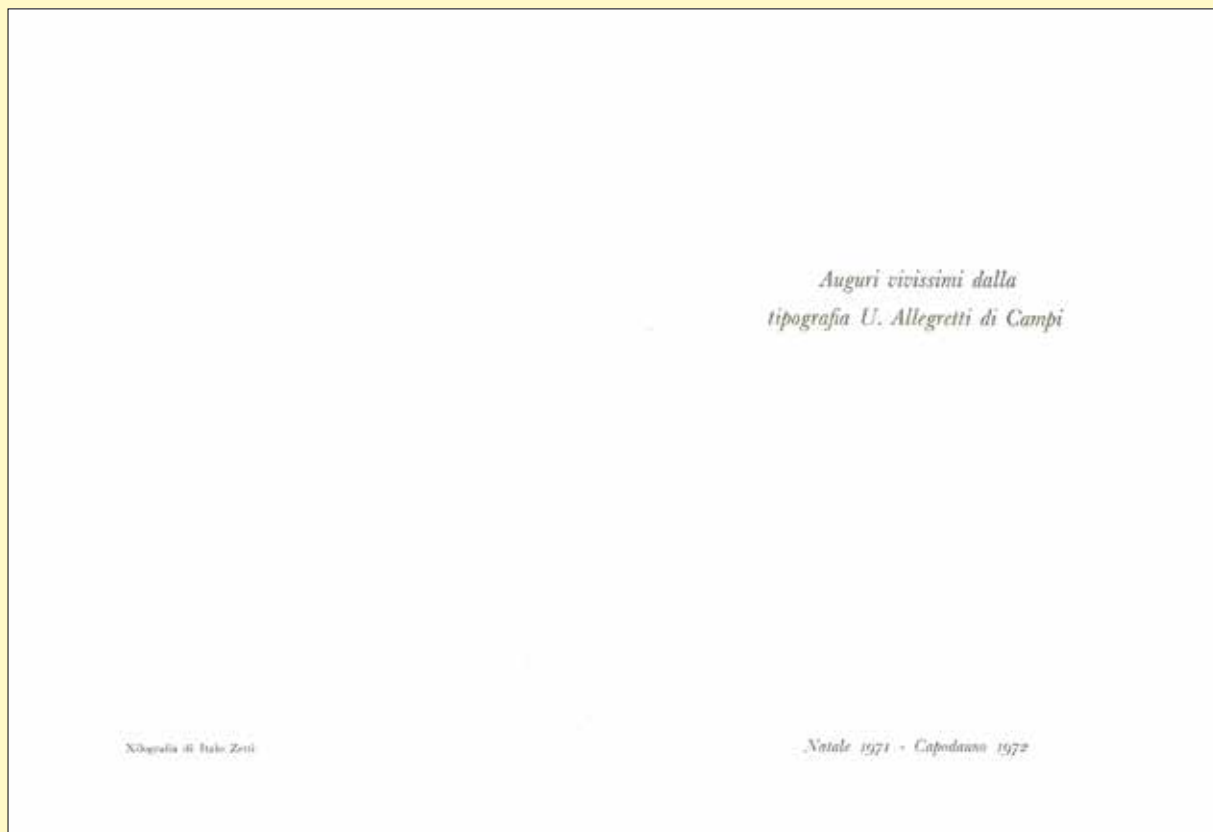 Auguri vivissimi dalla
tipografia U. Allegretti di Campi
Xilografia di Italo Zetti
Natale 1971 - Capodanno 1972